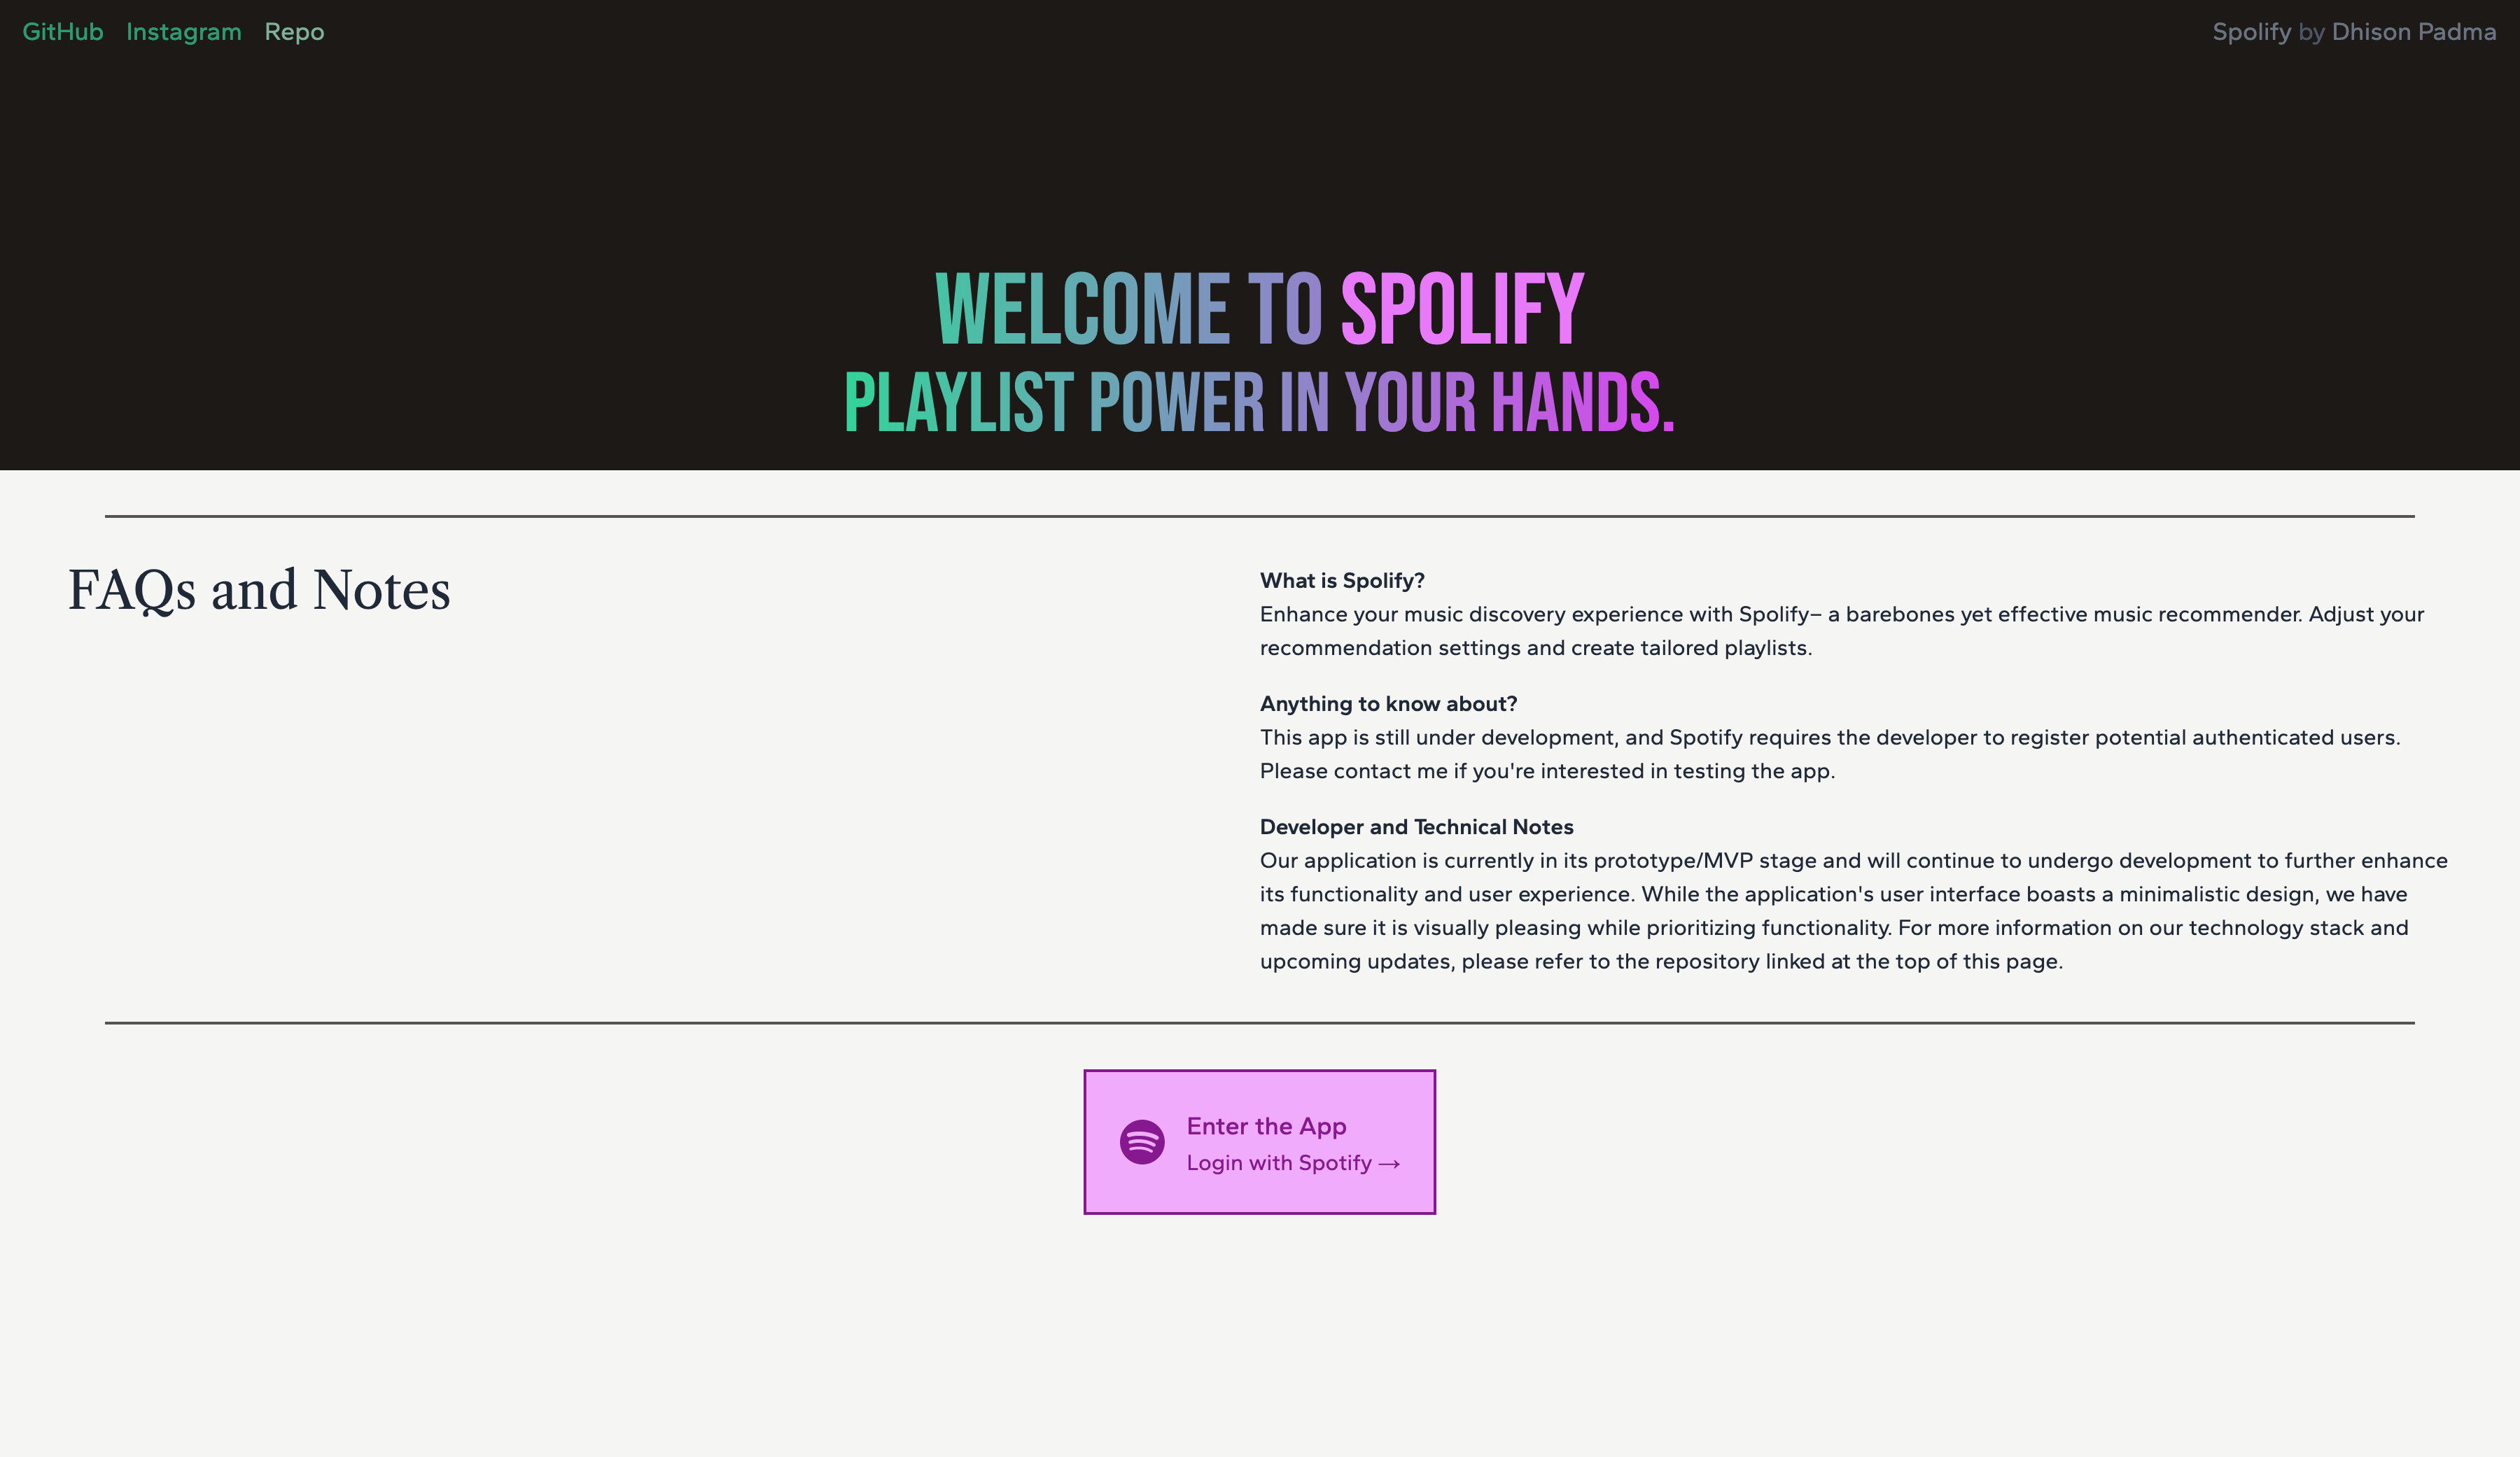 GitHub Instagram Repo
Spolify by Dhison Padma
WELCOME TO SPOLIFY
PLAYLIST POWER IN YOUR HANDS.
FAQs and Notes
What is Spolify?
Enhance your music discovery experience with Spolify– a barebones yet effective music recommender. Adjust your
recommendation settings and create tailored playlists.
Anything to know about?
This app is still under development, and Spotify requires the developer to register potential authenticated users.
Please contact me if you're interested in testing the app.
Developer and Technical Notes
Our application is currently in its prototype/MVP stage and will continue to undergo development to further enhance
its functionality and user experience. While the application's user interface boasts a minimalistic design, we have
made sure it is visually pleasing while prioritizing functionality. For more information on our technology stack and
upcoming updates, please refer to the repository linked at the top of this page.
Enter the App
Login with Spotify →